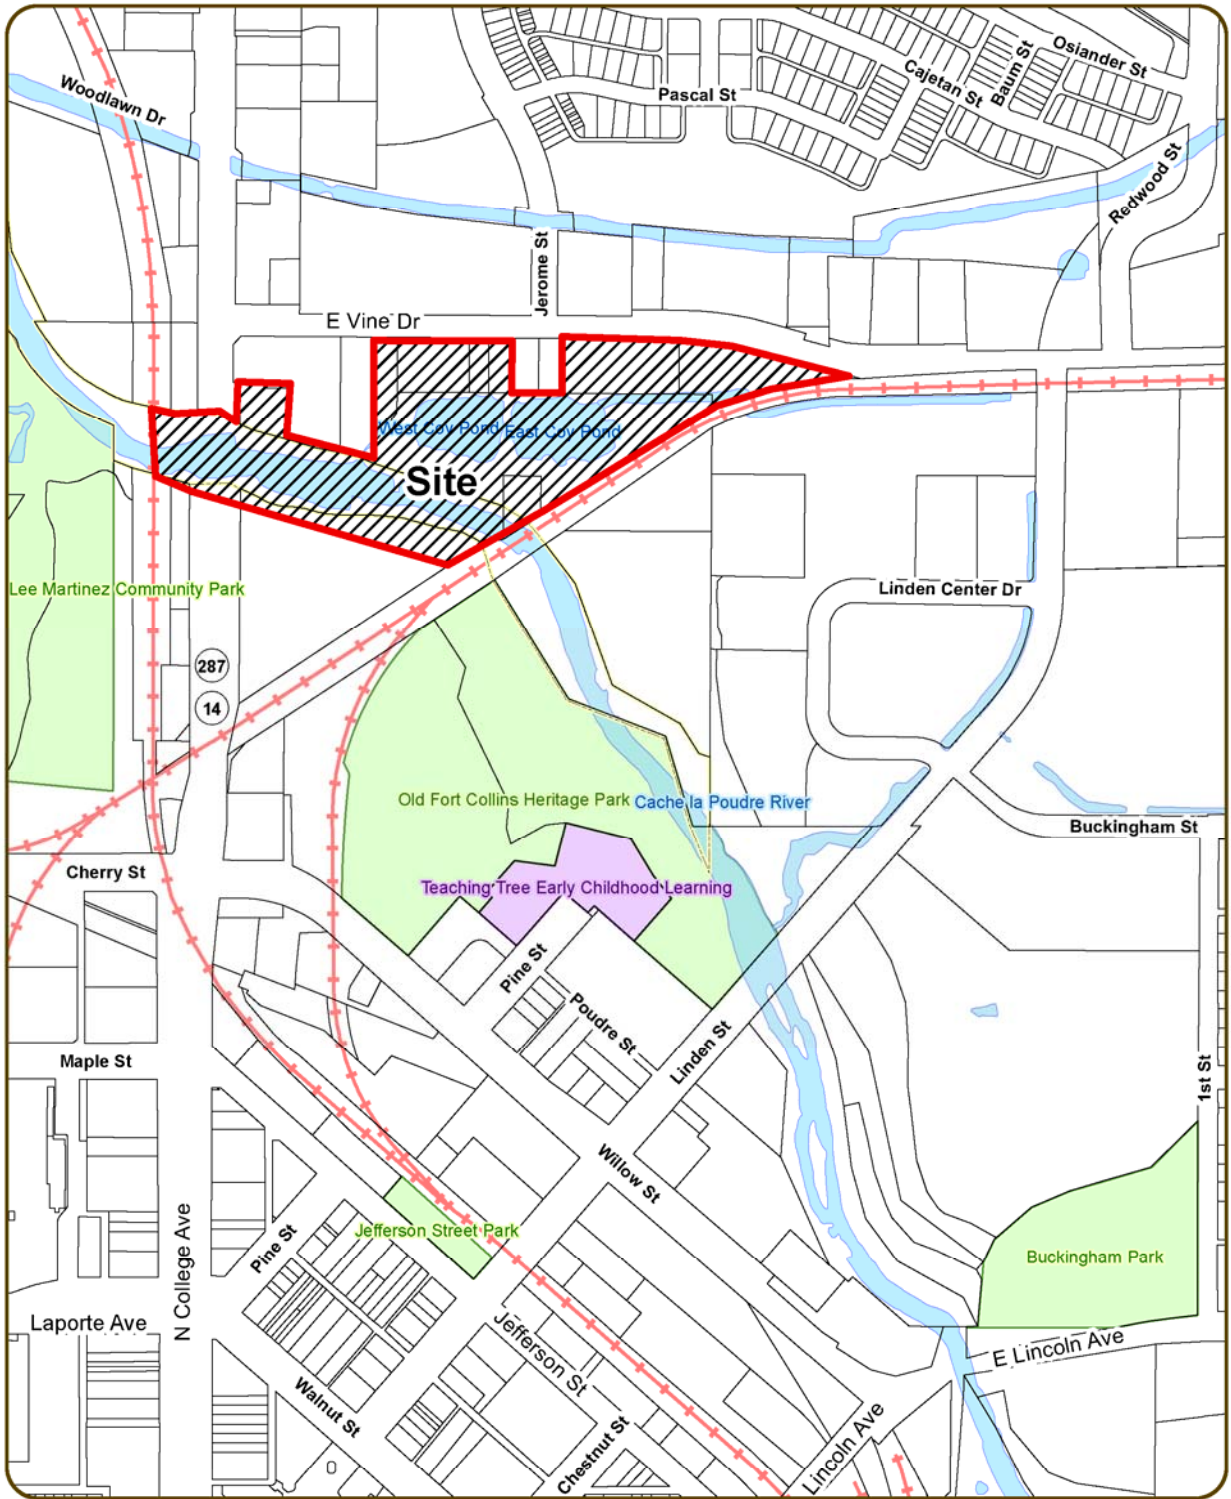 Osiander St
Woodlawn Dr
Cajetan St
Baum St
Pascal St
Redwood St
Jerome St
E Vine Dr
West Coy Pond
East Coy Pond
Site
Lee Martinez Community Park
Linden Center Dr
287
14
Old Fort Collins Heritage Park
Cache la Poudre River
Buckingham St
Cherry St
Teaching Tree Early Childhood Learning
Pine St
Poudre St
Linden St
Maple St
1st St
Willow St
Pine St
Jefferson Street Park
N College Ave
Buckingham Park
Laporte Ave
Jefferson St
E Lincoln Ave
Walnut St
Chestnut St
Lincoln Ave